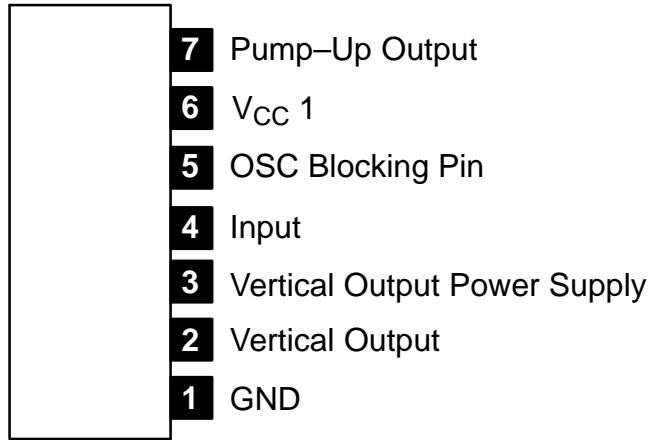 7 Pump–Up Output
6 VCC 1
5 OSC Blocking Pin
4 Input
3 Vertical Output Power Supply
2 Vertical Output
1 GND